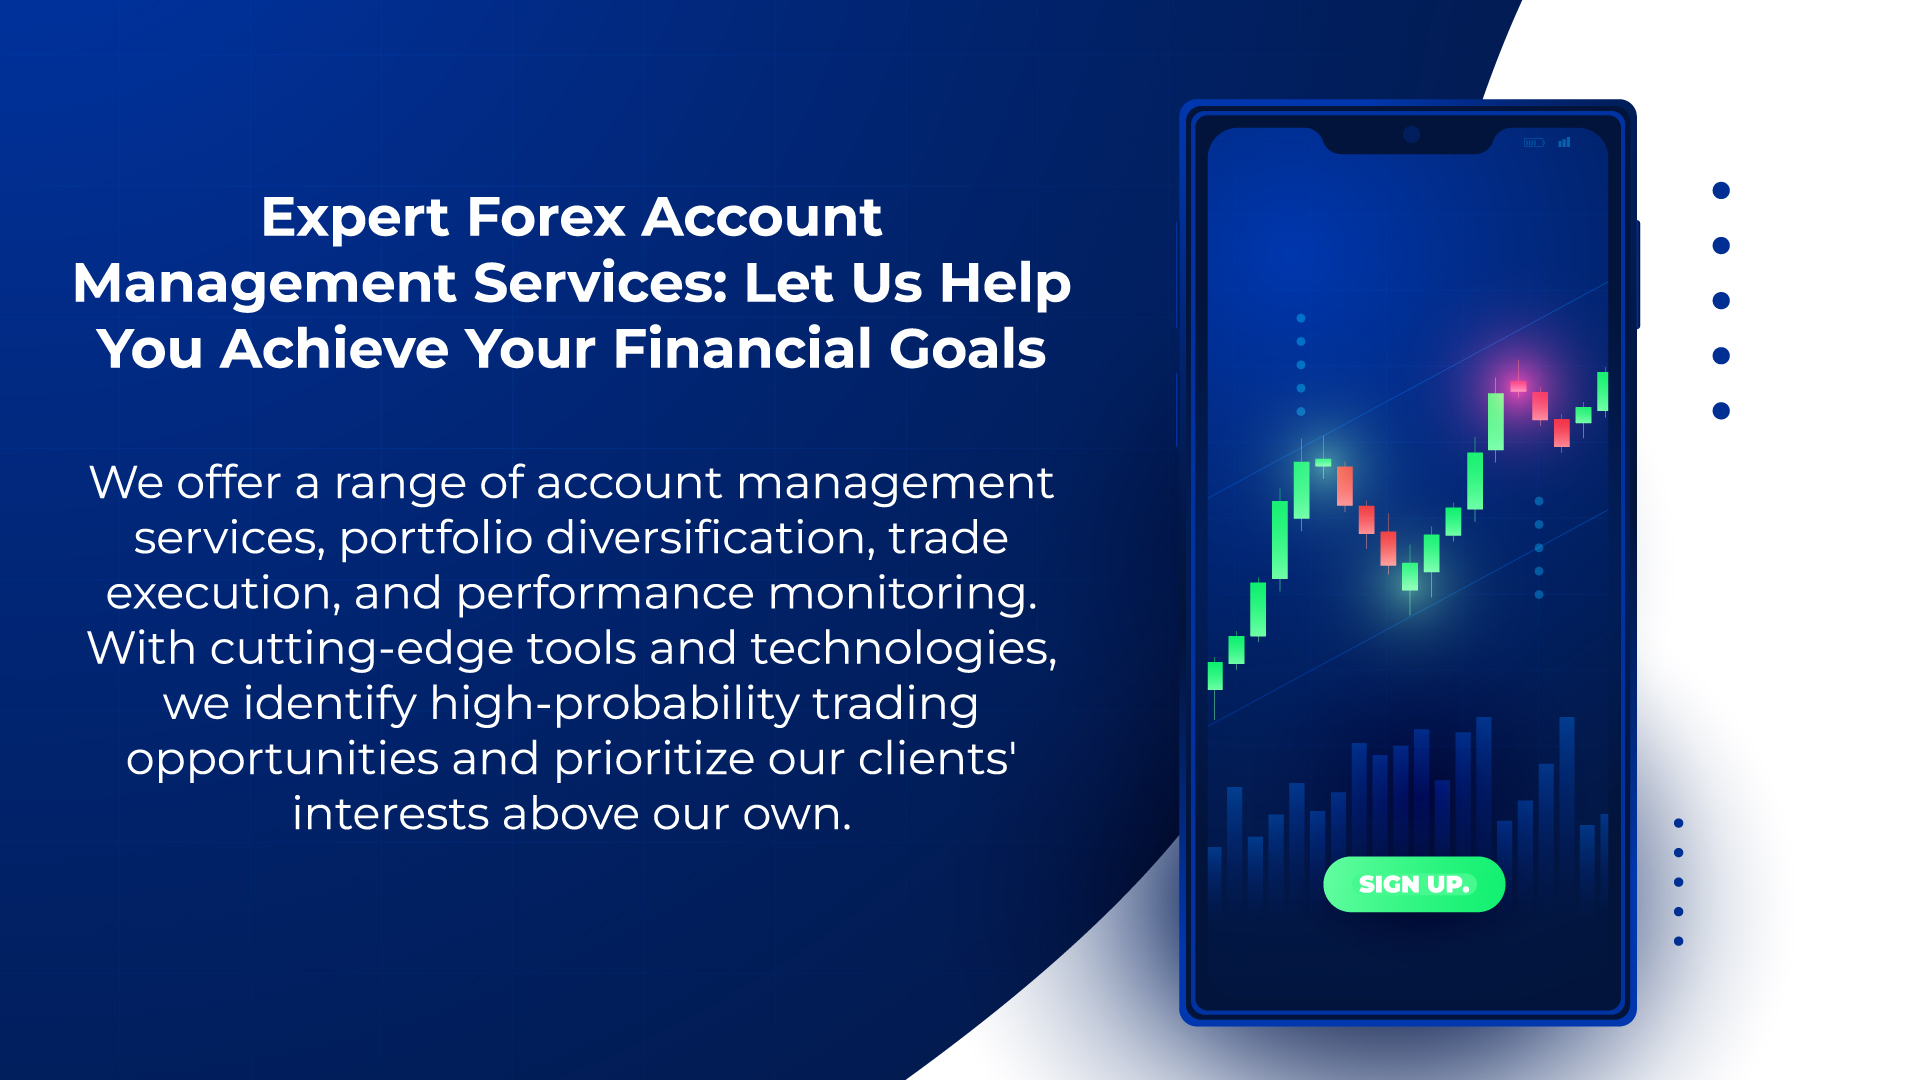 Expert Forex Account
Management Services: Let Us Help
You Achieve Your Financial Goals
We offer a range of account management
services, portfolio diversification, trade
execution, and performance monitoring.
With cutting-edge tools and technologies,
we identify high-probability trading
opportunities and prioritize our clients'
interests above our own.
SIGN UP.